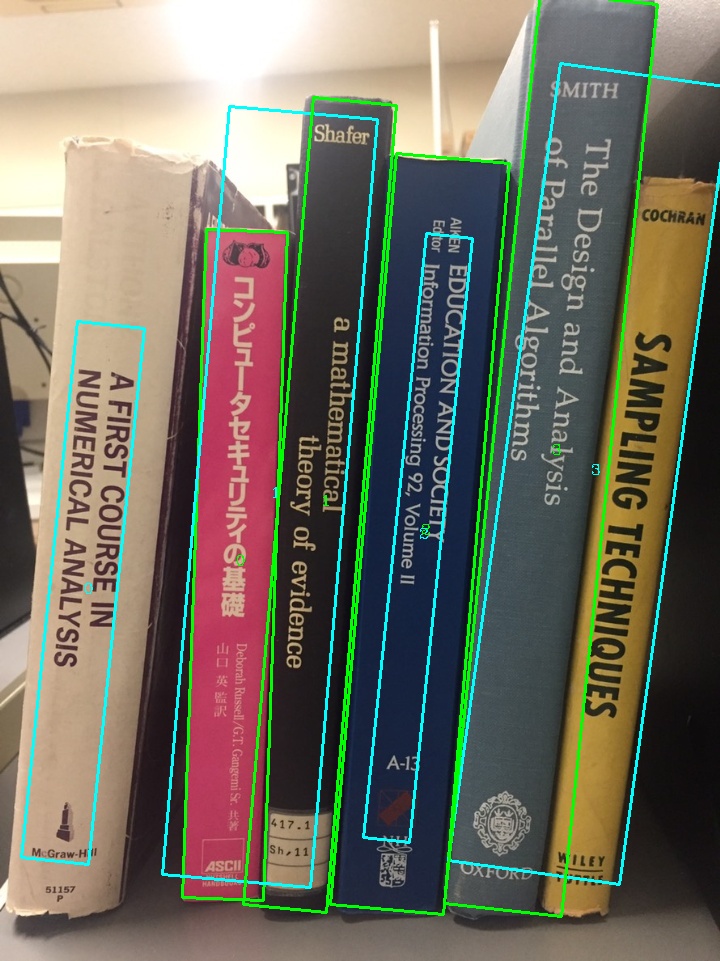 A FIRST COURSE IN
NUMERICAL ANALYSIS
McGraw-Hill
51157
P
コンピュータセキュリティの基礎
Deborah Russell/G.T. Gangemi Sr. 共著
山口 英 監訳
ASCII
Shafer
a mathematical
theory of evidence
417.1
Sh,11
AIKEN
Editor
EDUCATION AND SOCIETY
Information Processing 92, Volume II
A-13
NH
SMITH
The Design and Analysis
of Parallel Algorithms
OXFORD
COCHRAN
SAMPLING TECHNIQUES
WILEY
TUTTLE